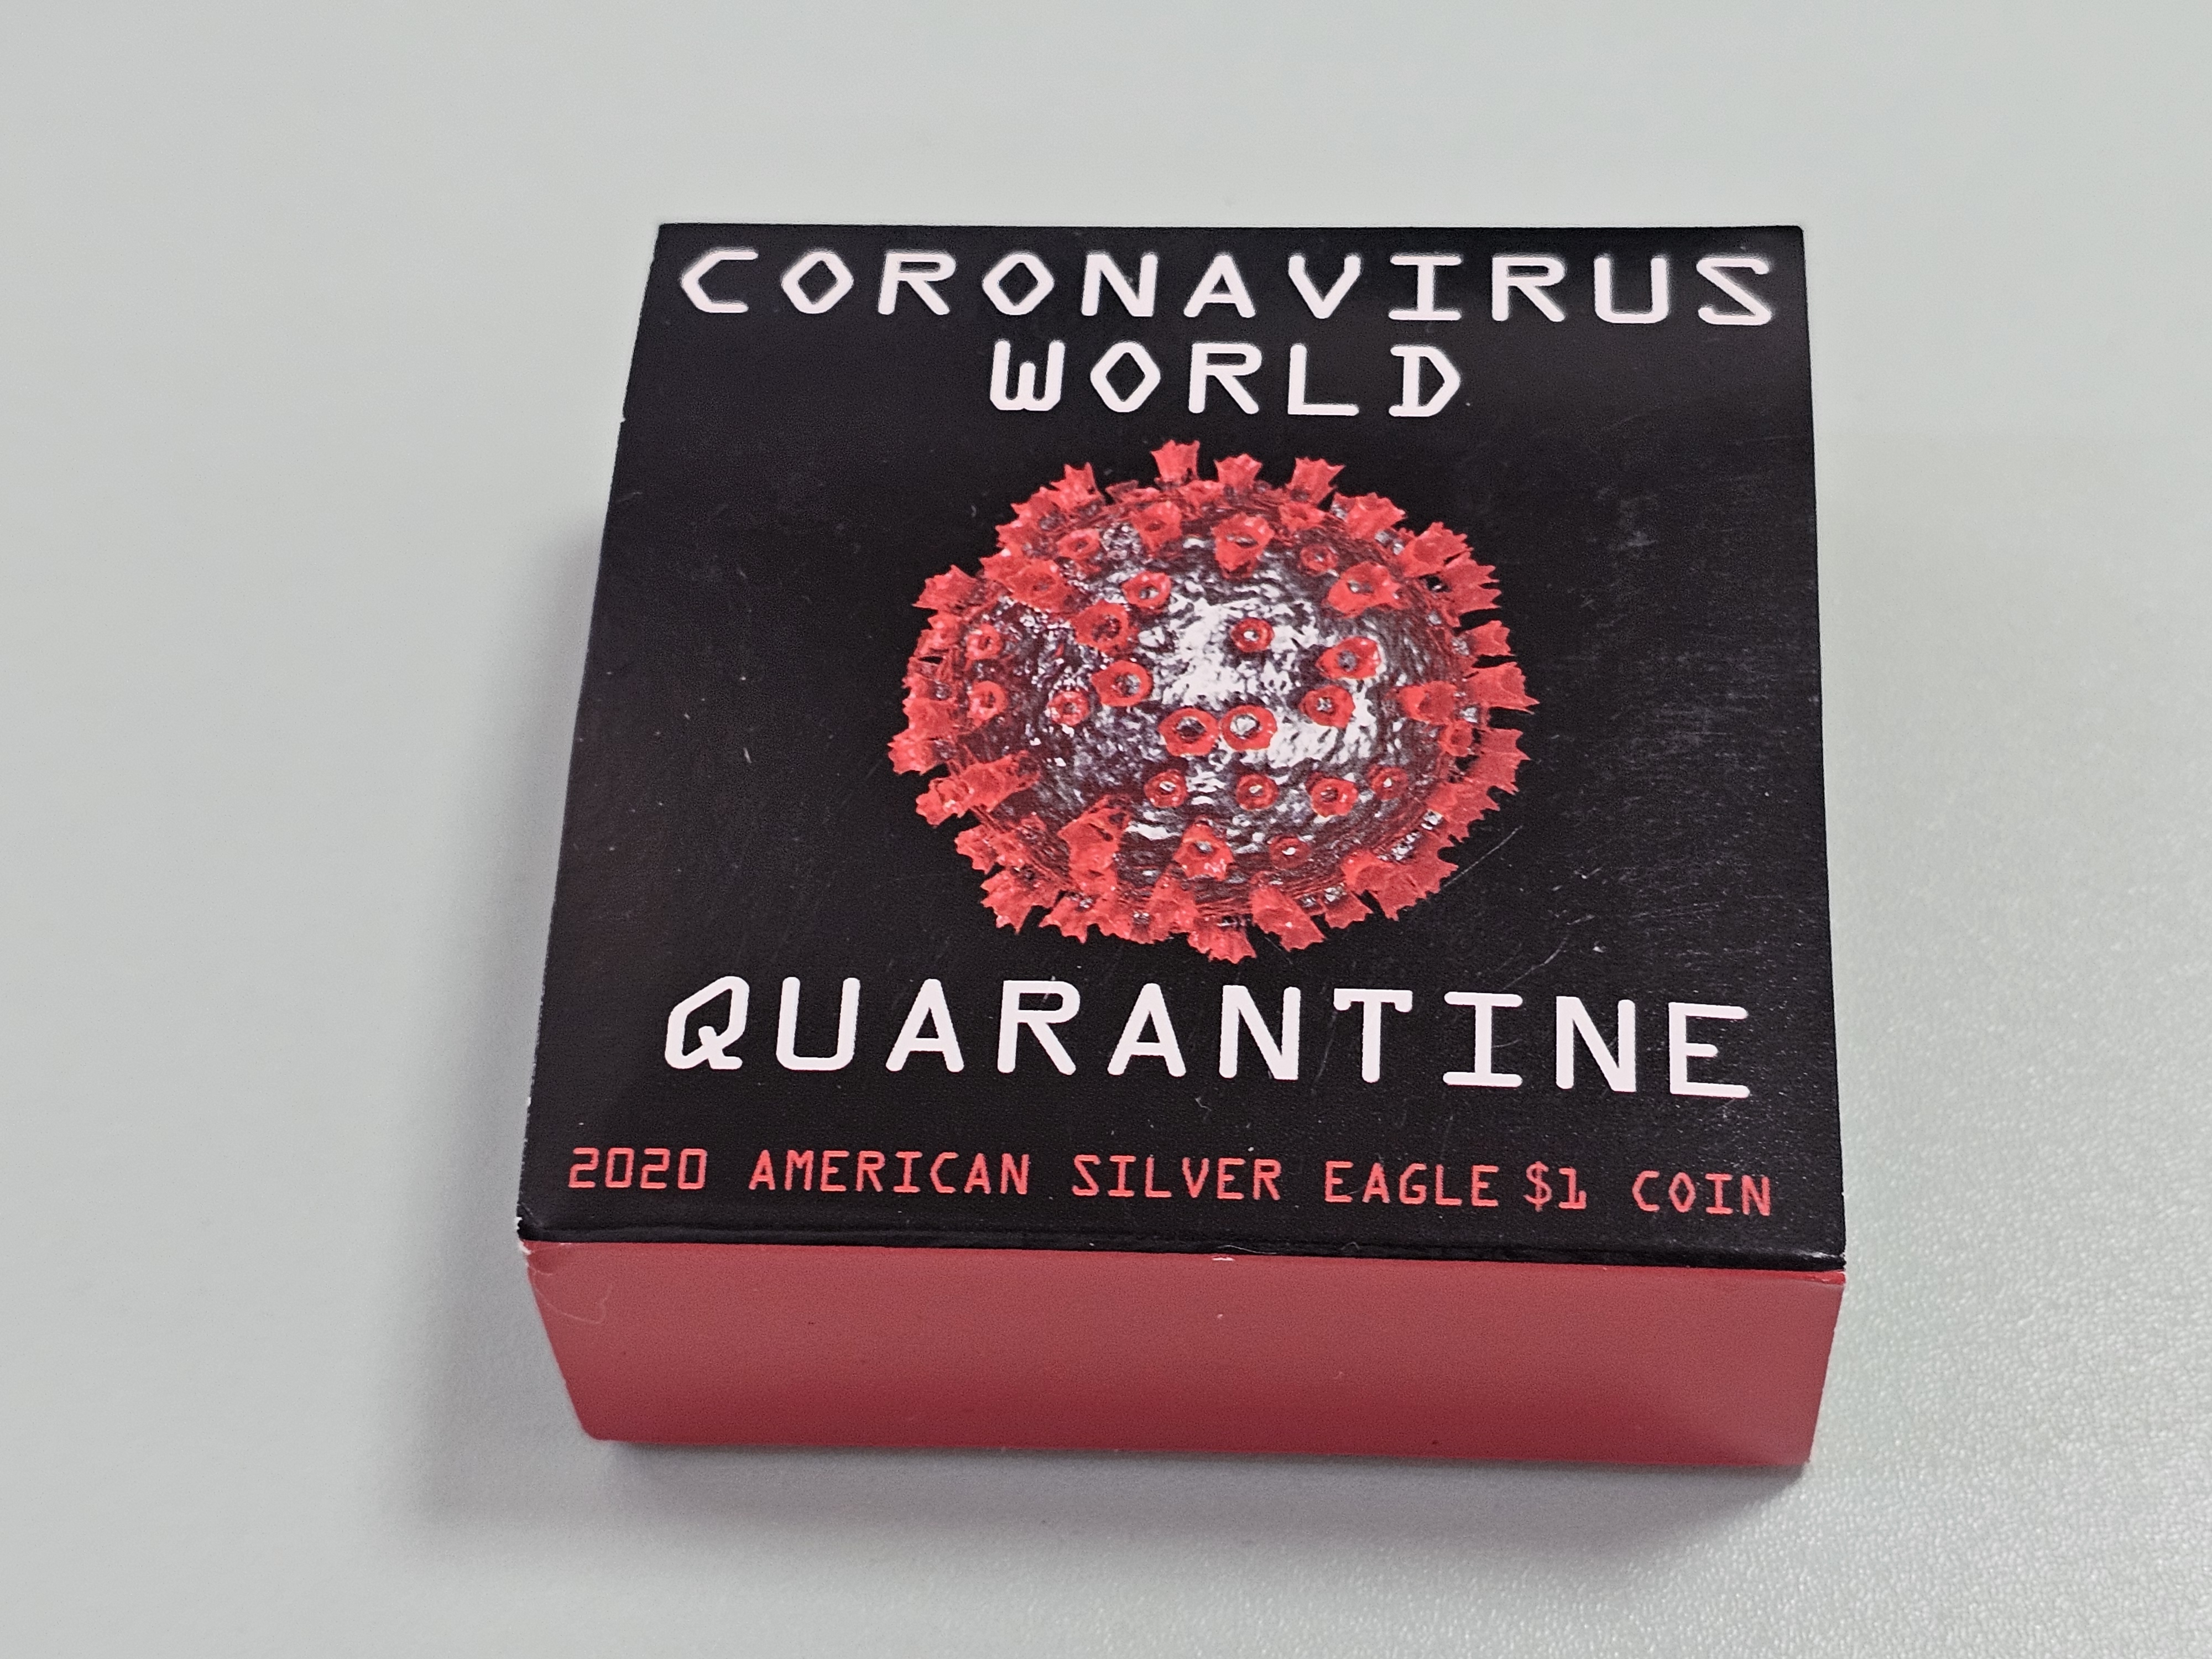 CORONAVIRUS
WORLD
QUARANTINE
2020 AMERICAN SILVER EAGLE $1 COIN